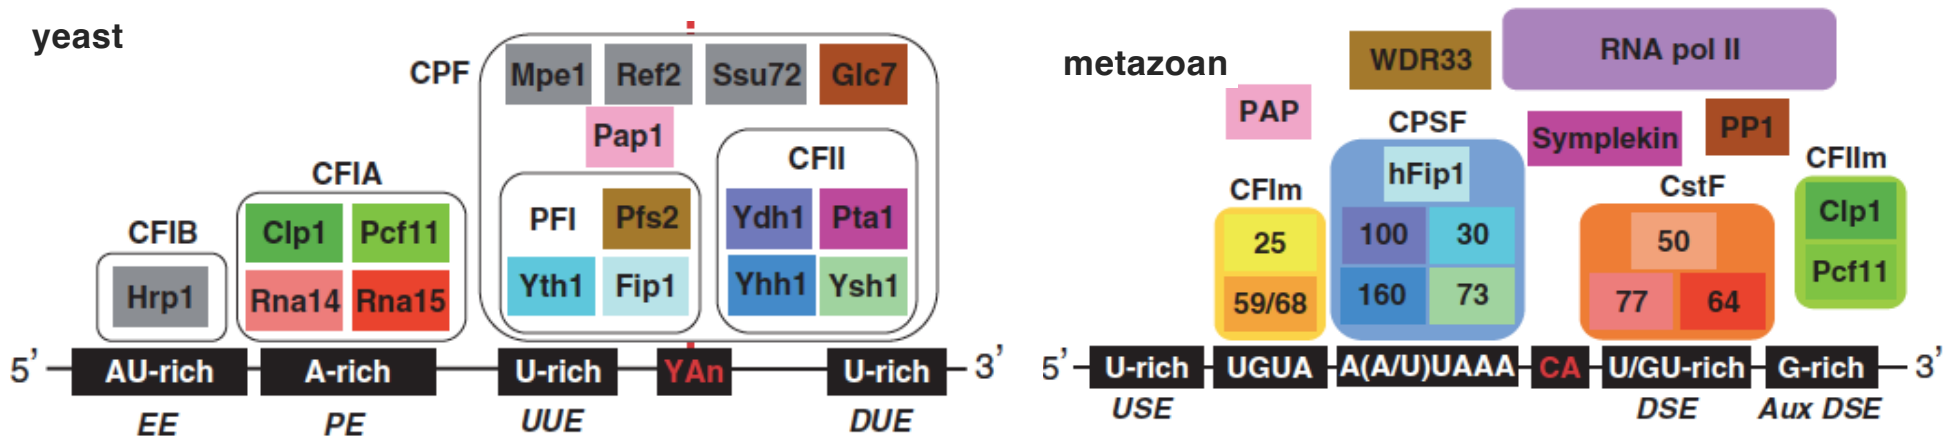 yeast
CPF
Mpe1 Ref2 Ssu72 Glc7
Pap1
CFII
CFIA
PFI Pfs2 Ydh1 Pta1
CFIB
Clp1 Pcf11
Hrp1
Rna14 Rna15
Yth1 Fip1 Yhh1 Ysh1
5' AU-rich A-rich U-rich YAn U-rich 3'
EE PE UUE DUE
metazoan
WDR33 RNA pol II
PAP CPSF Symplekin PP1
hFip1
CFIm CstF CFIIm
25 100 30 50 Clp1
59/68 160 73 77 64 Pcf11
5' U-rich UGUA A(A/U)UAAA CA U/GU-rich G-rich 3'
USE DSE Aux DSE